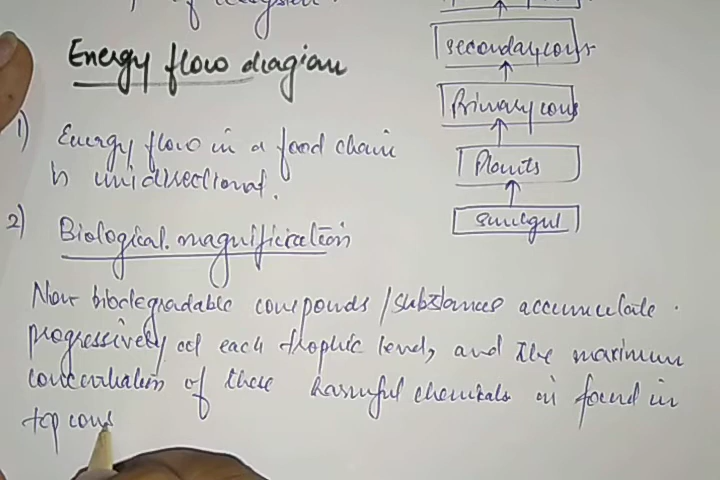 of
Energy flow diagram
secondary cons
Primary cons
1) Energy flow in a food chain
is unidirectional.
Plants
sunlight
2) Biological magnification
Non biodegradable compounds / substances accumulate.
progressively at each trophic level, and the maximum
concentration of these harmful chemicals is found in
top cons